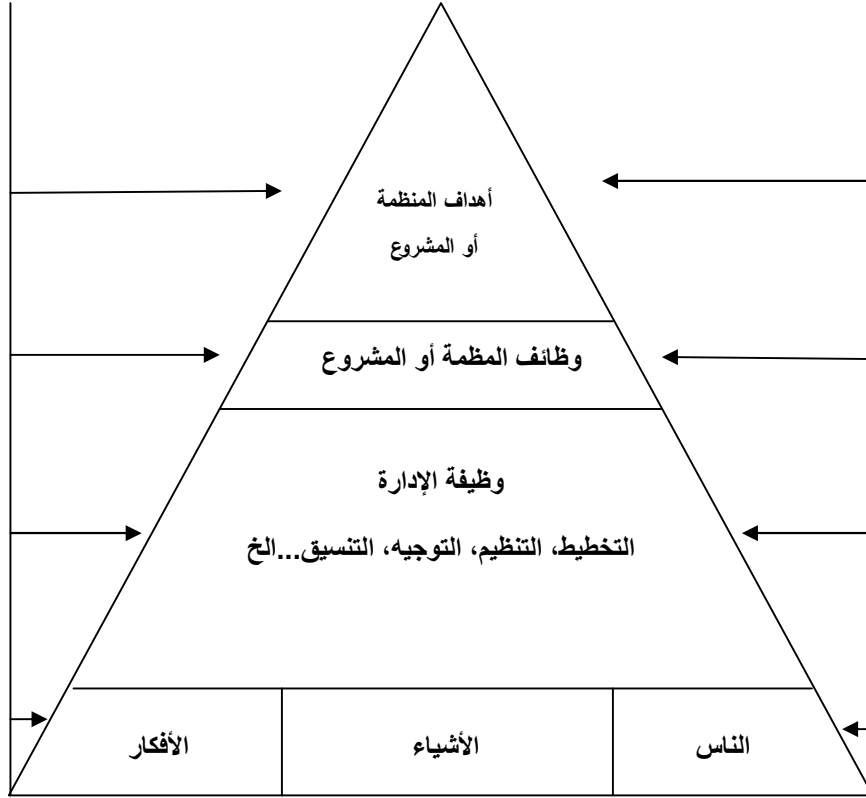 أهداف المنظمة
أو المشروع
وظائف المظمة أو المشروع
وظيفة الإدارة
التخطيط، التنظيم، التوجيه، التنسيق...الخ
الناس
الأشياء
الأفكار